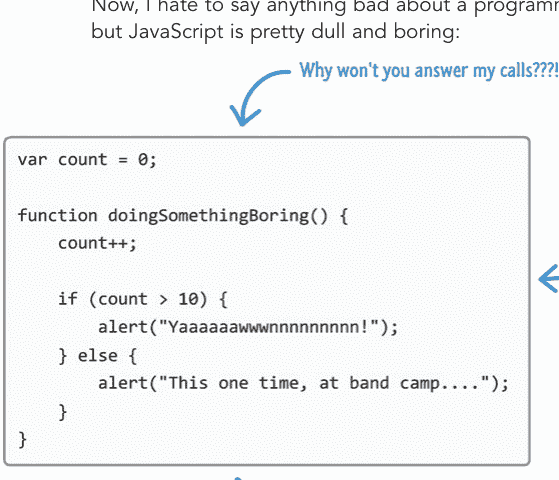 Now, I hate to say anything bad about a
but JavaScript is pretty dull and boring:
Why won't you answer my calls???!
var count = 0;
function doingSomethingBoring() {
count++;
if (count > 10) {
alert("Yaaaaaawwwnnnnnnnnn!");
} else {
alert("This one time, at band camp....");
}
}